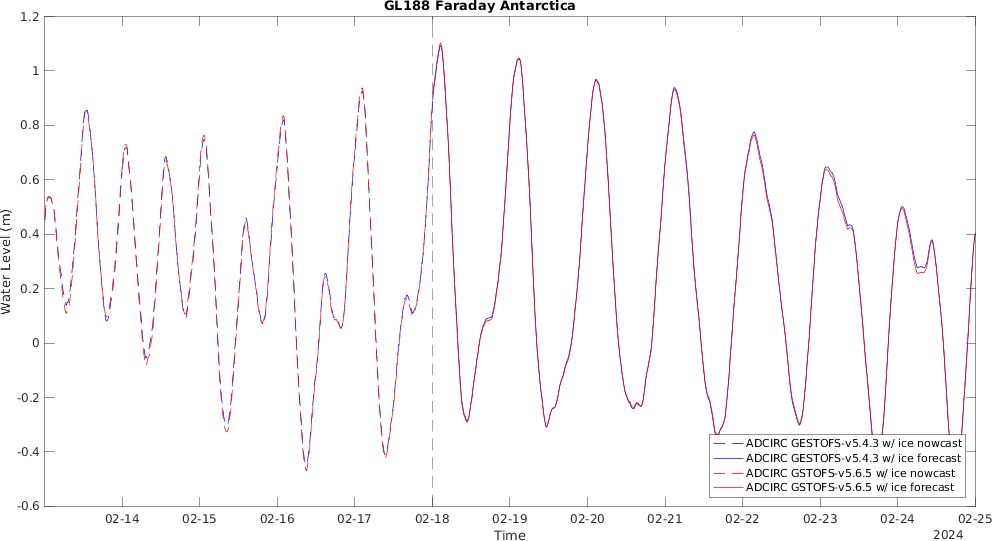 GL188 Faraday Antarctica
Water Level (m)
1.2
1
0.8
0.6
0.4
0.2
0
-0.2
-0.4
-0.6
ADCIRC GESTOFS-v5.4.3 w/ ice nowcast
ADCIRC GESTOFS-v5.4.3 w/ ice forecast
ADCIRC GSTOFS-v5.6.5 w/ ice nowcast
ADCIRC GSTOFS-v5.6.5 w/ ice forecast
02-14 02-15 02-16 02-17 02-18 02-19 02-20 02-21 02-22 02-23 02-24 02-25
Time
2024